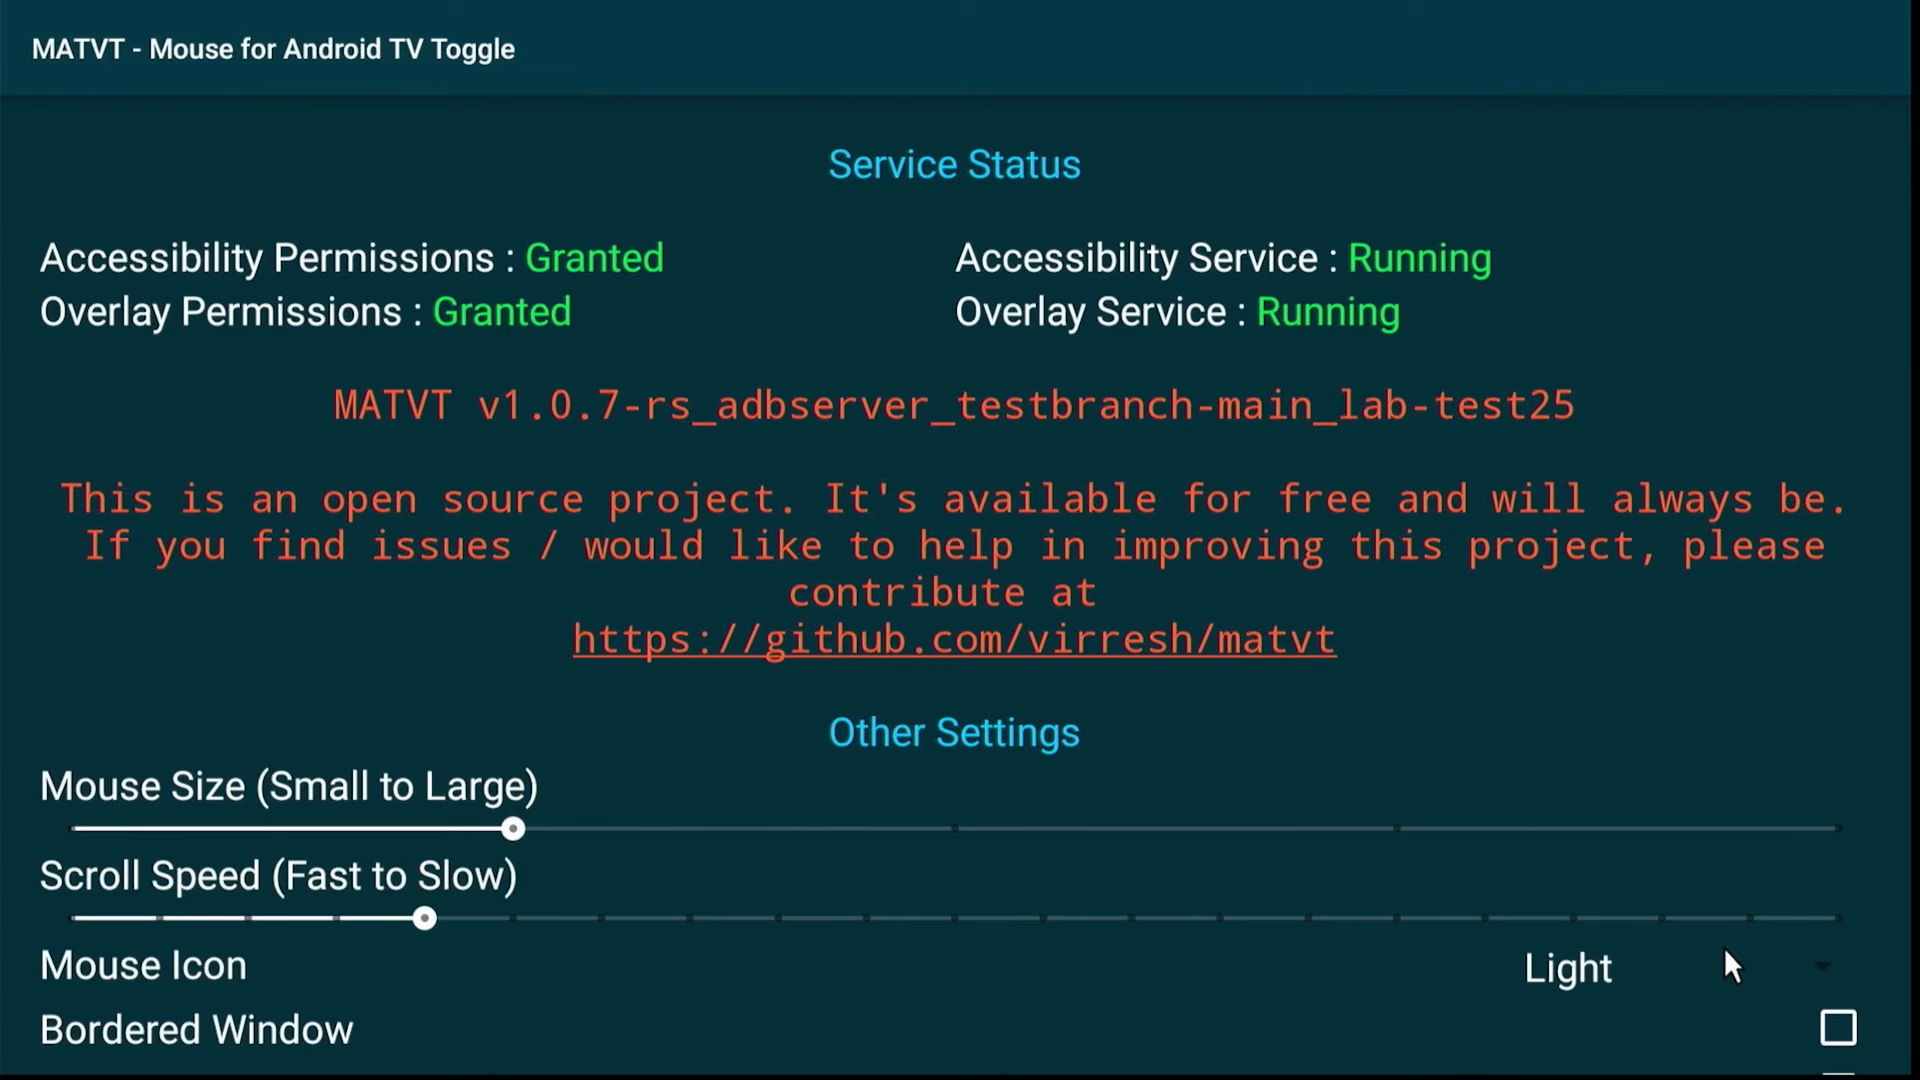 MATVT - Mouse for Android TV Toggle
Service Status
Accessibility Permissions : Granted
Accessibility Service : Running
Overlay Permissions : Granted
Overlay Service : Running
MATVT v1.0.7-rs_adbserver_testbranch-main_lab-test25
This is an open source project. It's available for free and will always be.
If you find issues / would like to help in improving this project, please
contribute at
https://github.com/virresh/matvt
Other Settings
Mouse Size (Small to Large)
Scroll Speed (Fast to Slow)
Mouse Icon
Light
Bordered Window